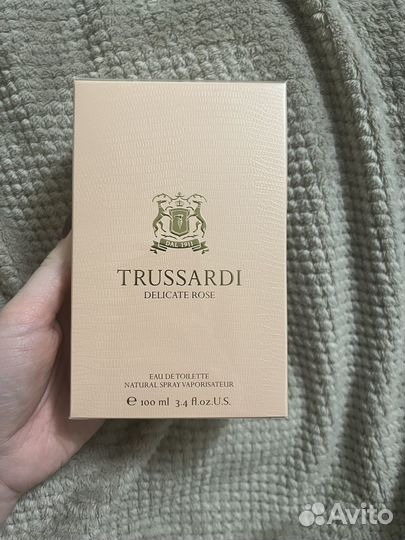 DAL 1911
TRUSSARDI
DELICATE ROSE
EAU DE TOILETTE
NATURAL SPRAY VAPORISATEUR
e 100 ml 3.4 fl.oz.U.S.
Avito